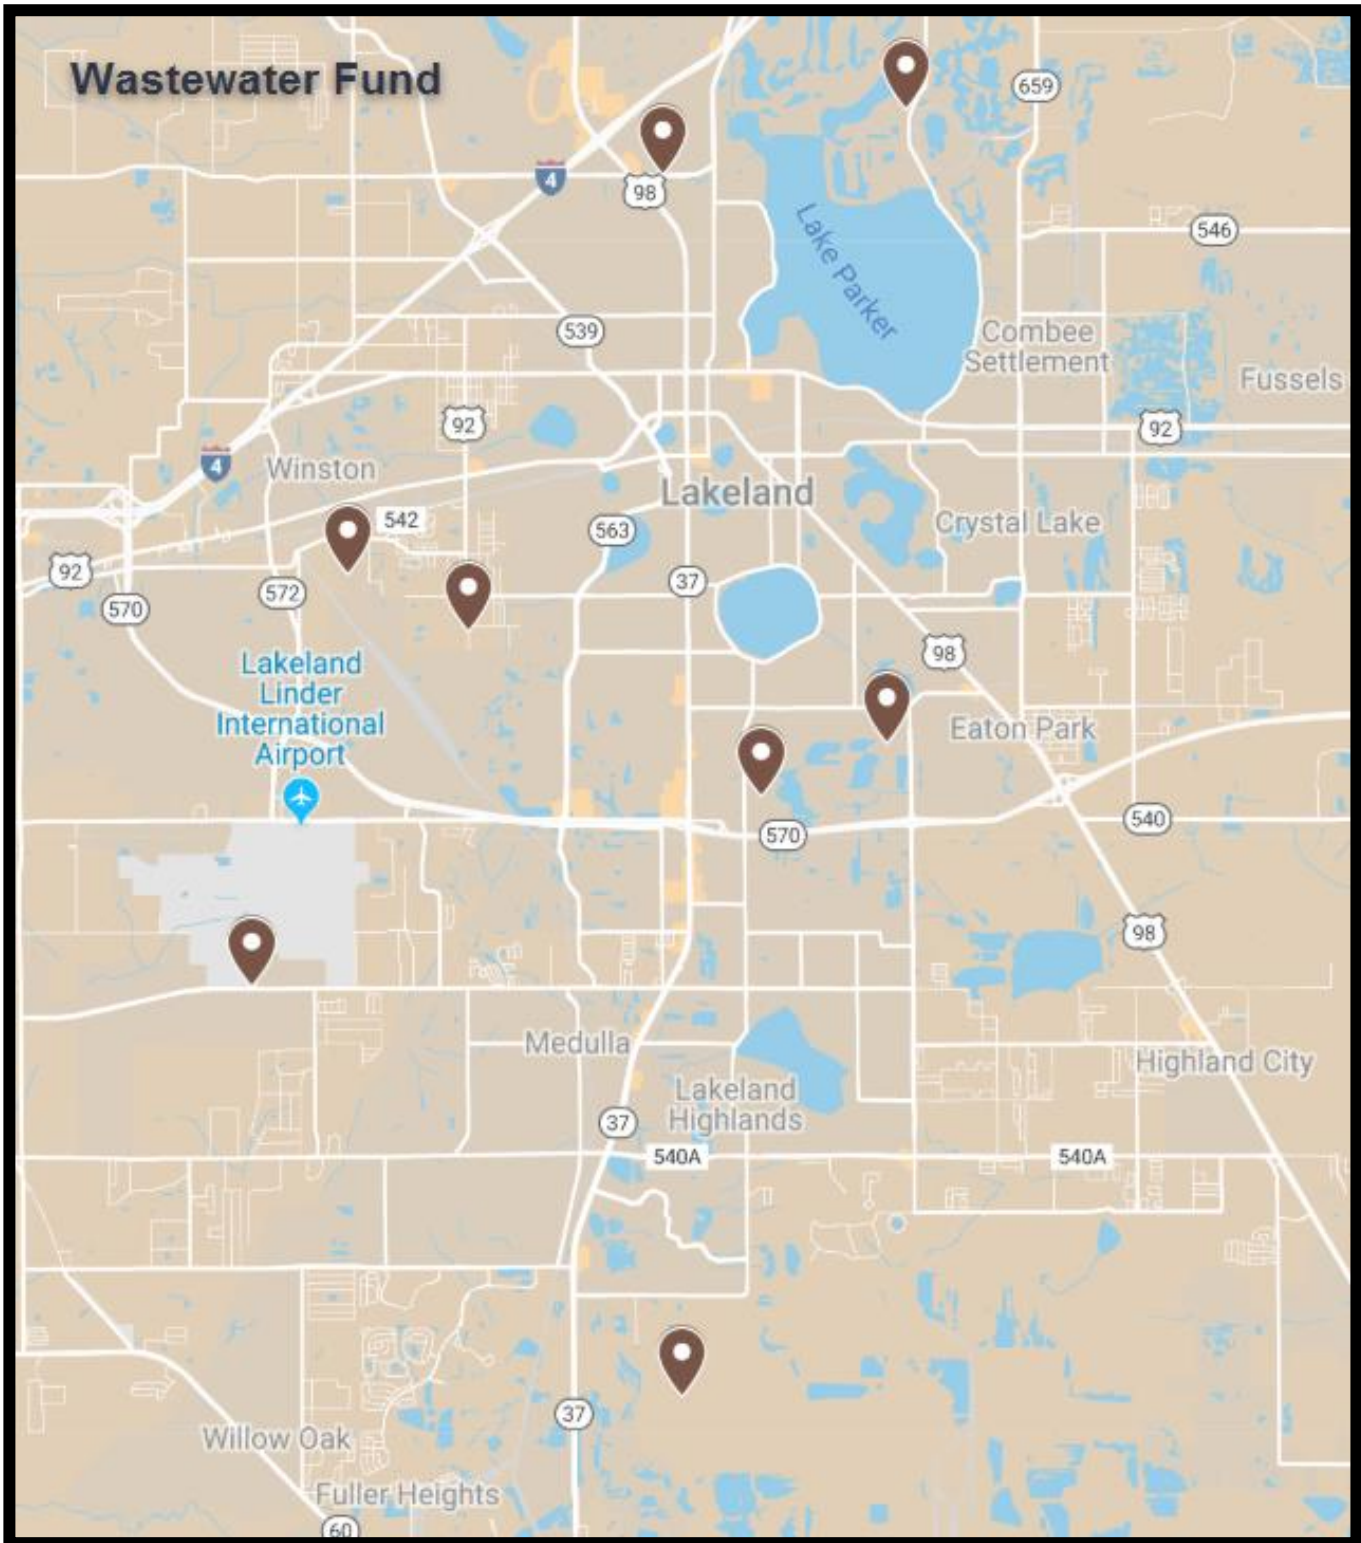 Wastewater Fund
659
4
98
546
Lake Parker
539
Combee
Settlement
Fussels
92
92
4
Winston
Lakeland
542
563
Crystal Lake
92
570
572
37
98
Lakeland
Linder
International
Airport
Eaton Park
570
540
98
Medulla
Highland City
Lakeland
Highlands
37
540A
540A
37
Willow Oak
Fuller Heights
60